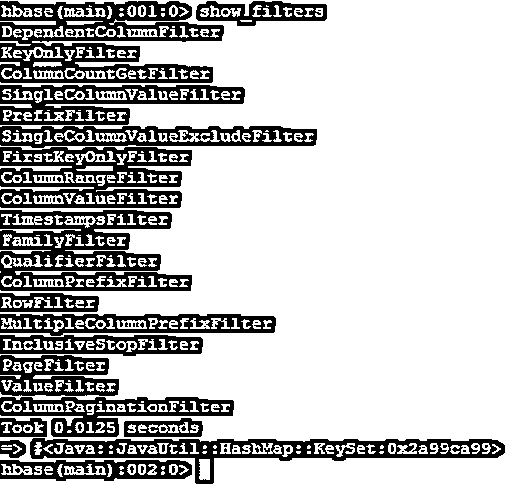 hbase(main):001:0> show_filters
DependentColumnFilter
KeyOnlyFilter
ColumnCountGetFilter
SingleColumnValueFilter
PrefixFilter
SingleColumnValueExcludeFilter
FirstKeyOnlyFilter
ColumnRangeFilter
ColumnValueFilter
TimestampsFilter
FamilyFilter
QualifierFilter
ColumnPrefixFilter
RowFilter
MultipleColumnPrefixFilter
InclusiveStopFilter
PageFilter
ValueFilter
ColumnPaginationFilter
Took 0.0125 seconds
=> #<Java::JavaUtil::HashMap::KeySet:0x2a99ca99>
hbase(main):002:0>